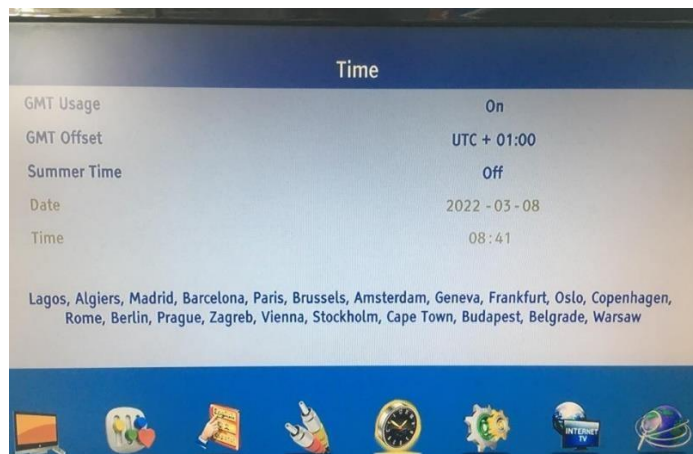 Time
GMT Usage On
GMT Offset UTC + 01:00
Summer Time Off
Date 2022 -03-08
Time 08:41
Lagos, Algiers, Madrid, Barcelona, Paris, Brussels, Amsterdam, Geneva, Frankfurt, Oslo, Copenhagen,
Rome, Berlin, Prague, Zagreb, Vienna, Stockholm, Cape Town, Budapest, Belgrade, Warsaw
INTERNET
TV